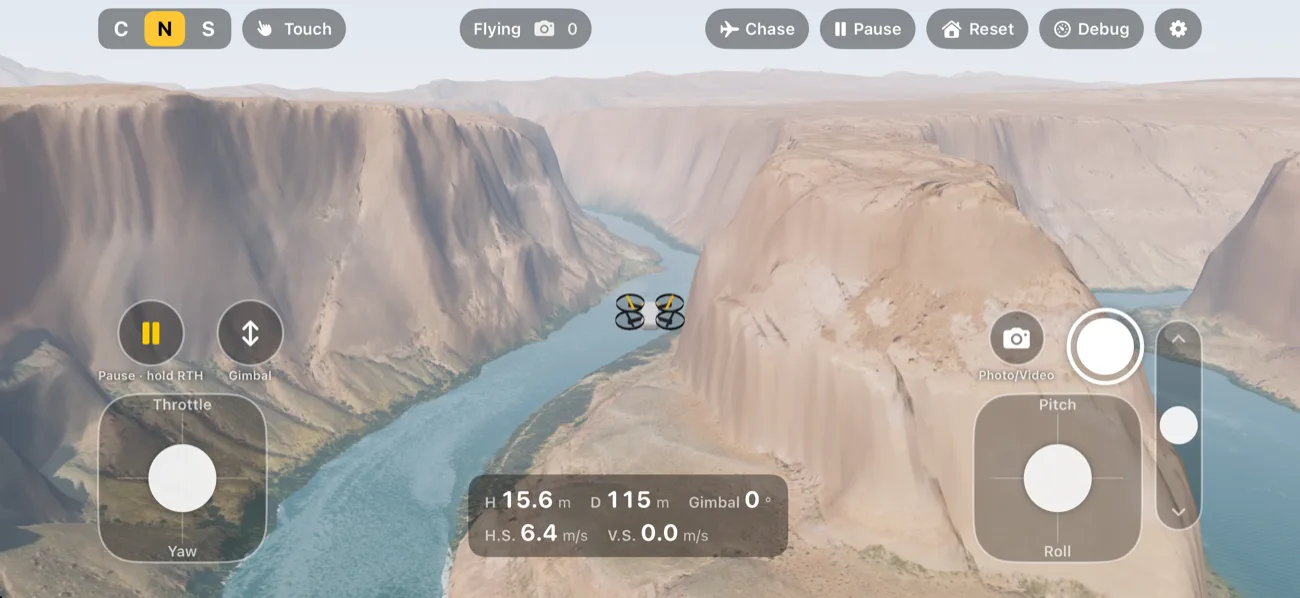 C N S Touch Flying 0 Chase Pause Reset Debug
Pause · hold RTH Gimbal Photo/Video
Throttle Pitch
H 15.6 m D 115 m Gimbal 0 °
H.S. 6.4 m/s V.S. 0.0 m/s
Yaw Roll